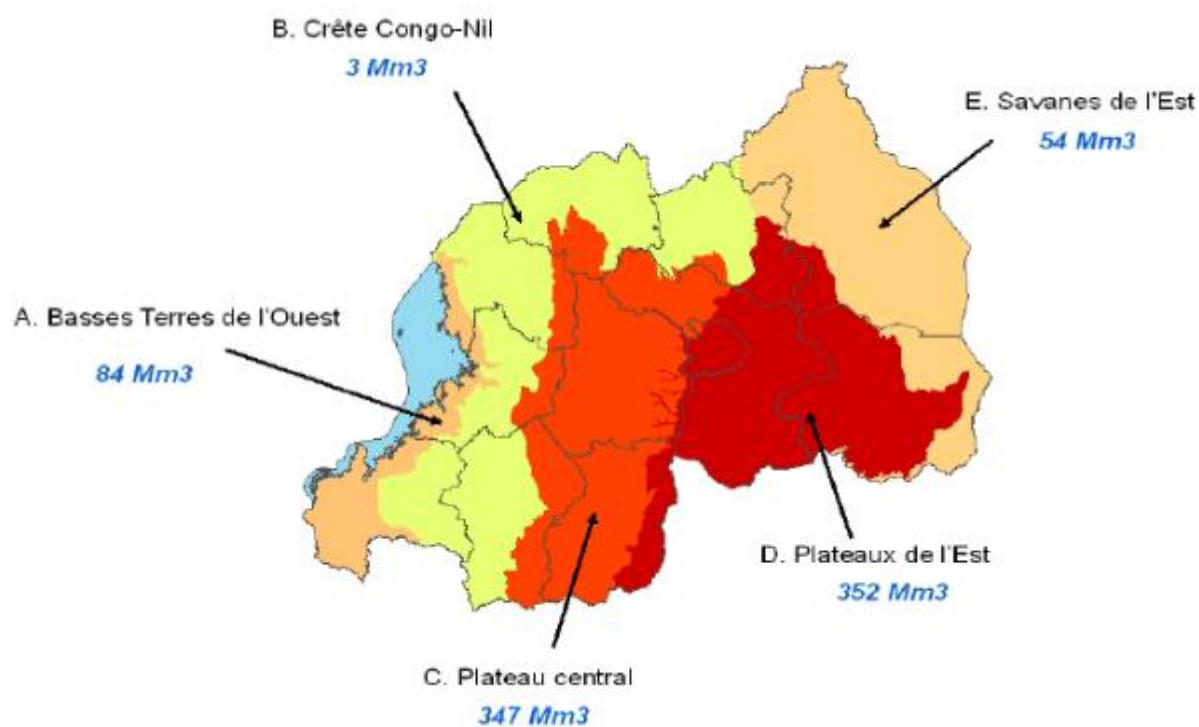 B. Crête Congo-Nil
3 Mm3
E. Savanes de l'Est
54 Mm3
A. Basses Terres de l'Ouest
84 Mm3
D. Plateaux de l'Est
352 Mm3
C. Plateau central
347 Mm3